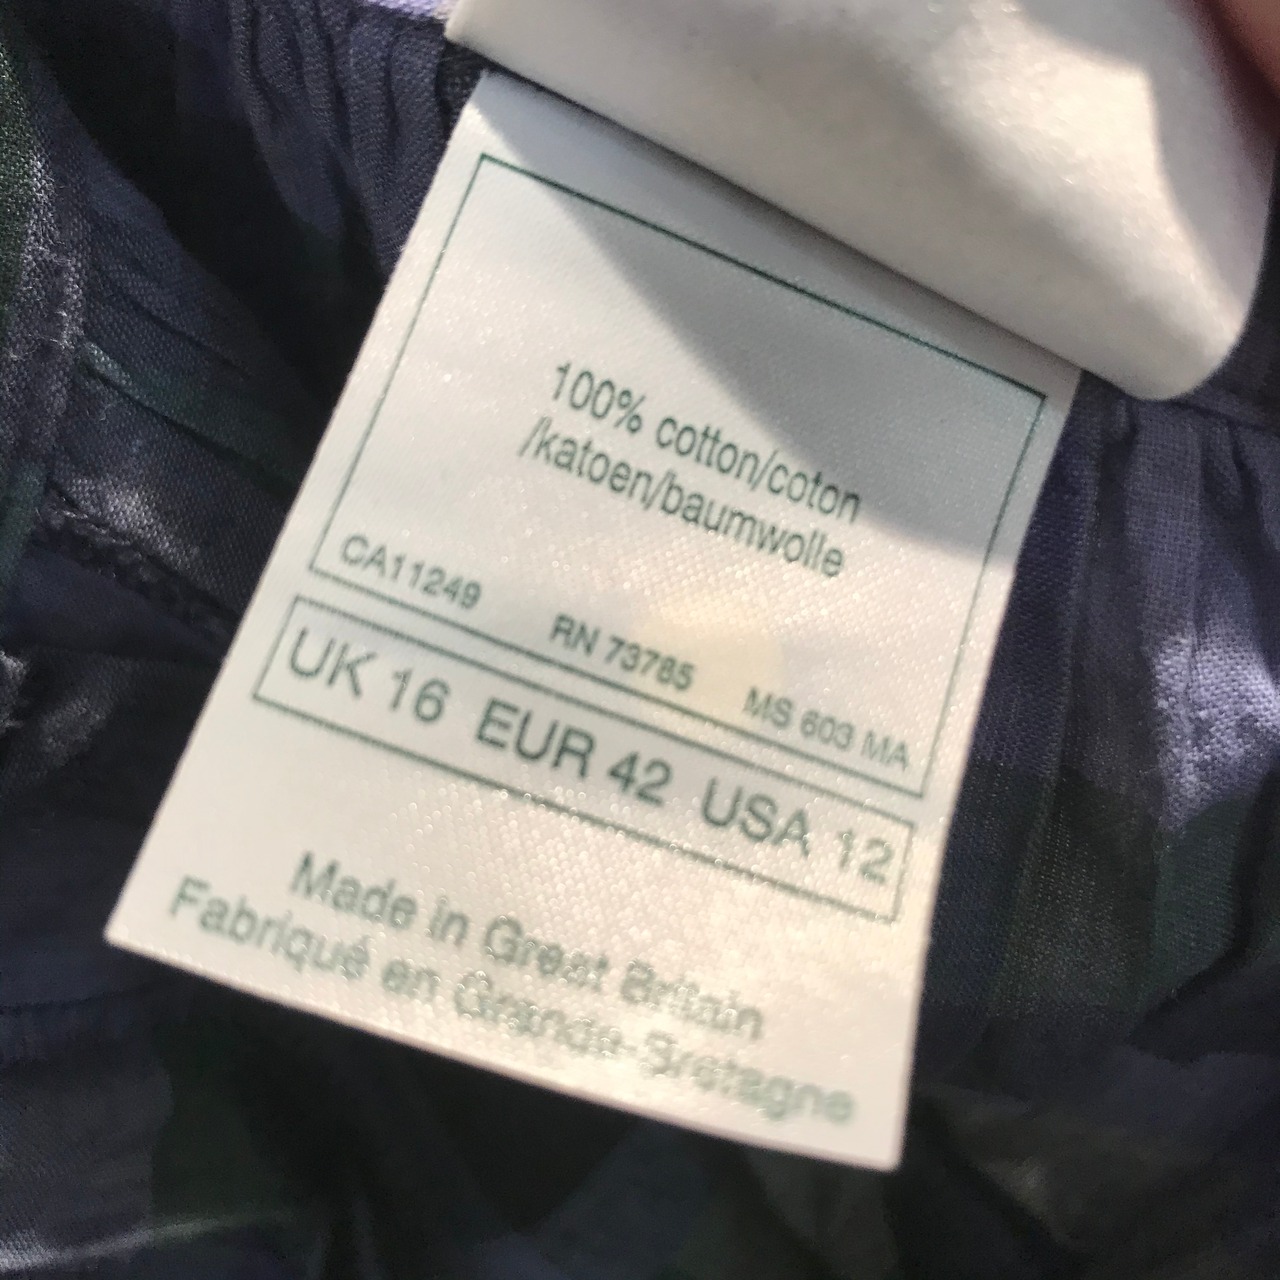 100% cotton/coton
/katoen/baumwolle
CA11249 RN 73785 MS 603 MA
UK 16 EUR 42 USA 12
Made in Great Britain
Fabriqué en Grande-Bretagne